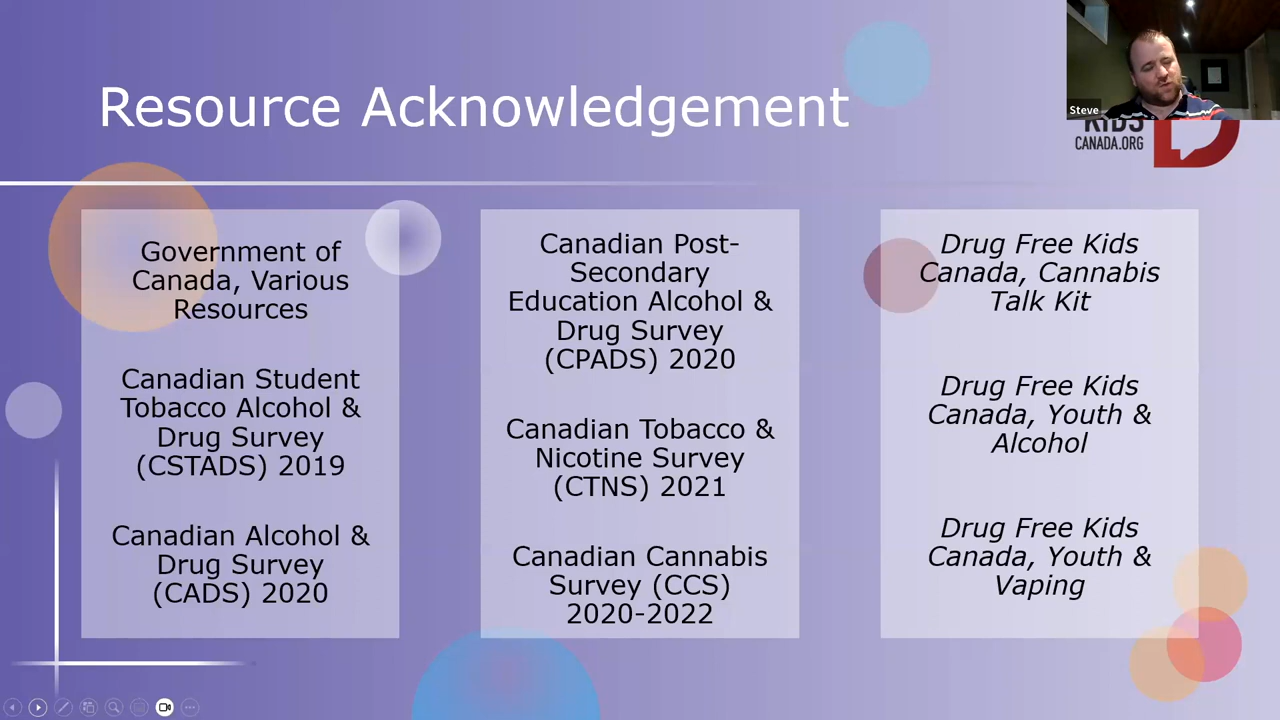 Resource Acknowledgement
Steve
KIDS
CANADA.ORG
Government of
Canada, Various
Resources
Canadian Student
Tobacco Alcohol &
Drug Survey
(CSTADS) 2019
Canadian Alcohol &
Drug Survey
(CADS) 2020
Canadian Post-
Secondary
Education Alcohol &
Drug Survey
(CPADS) 2020
Canadian Tobacco &
Nicotine Survey
(CTNS) 2021
Canadian Cannabis
Survey (CCS)
2020-2022
Drug Free Kids
Canada, Cannabis
Talk Kit
Drug Free Kids
Canada, Youth &
Alcohol
Drug Free Kids
Canada, Youth &
Vaping